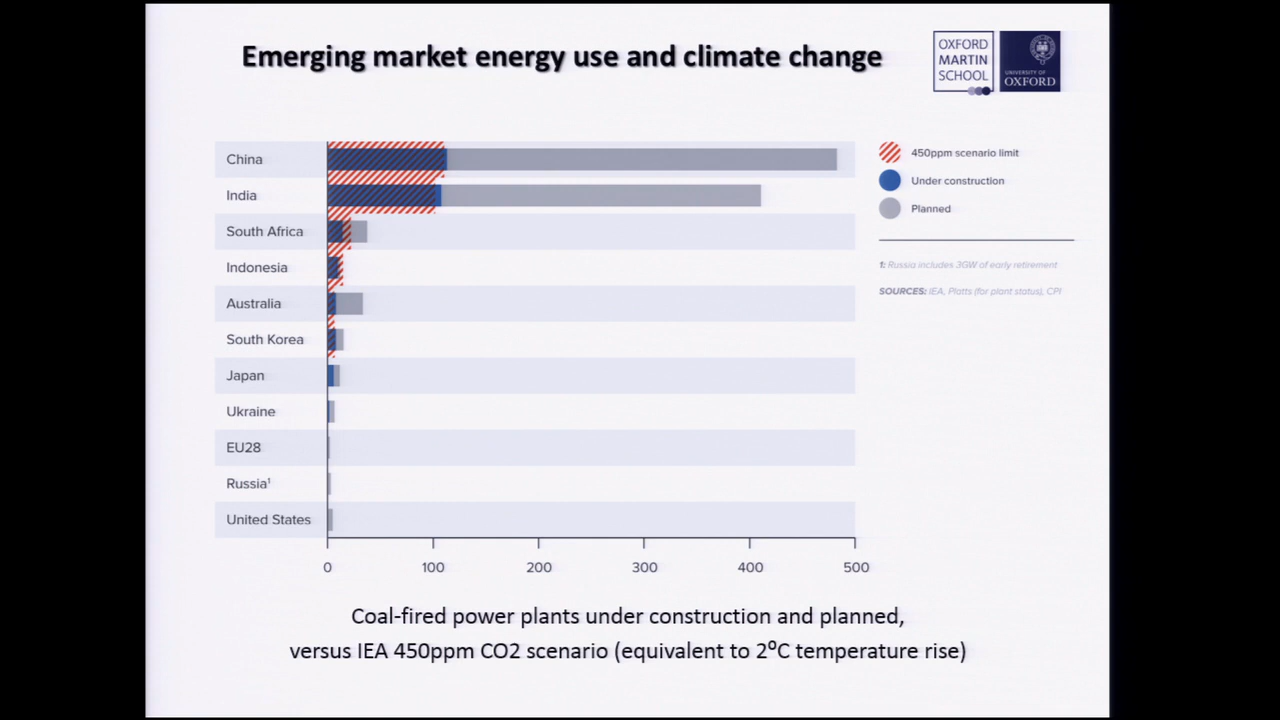 Emerging market energy use and climate change
OXFORD
MARTIN
SCHOOL
UNIVERSITY OF
OXFORD
China
India
South Africa
Indonesia
Australia
South Korea
Japan
Ukraine
EU28
Russia¹
United States
0 100 200 300 400 500
450ppm scenario limit
Under construction
Planned
1: Russia includes 3GW of early retirement
SOURCES: IEA, Platts (for plant status), CPI
Coal-fired power plants under construction and planned,
versus IEA 450ppm CO2 scenario (equivalent to 2⁰C temperature rise)